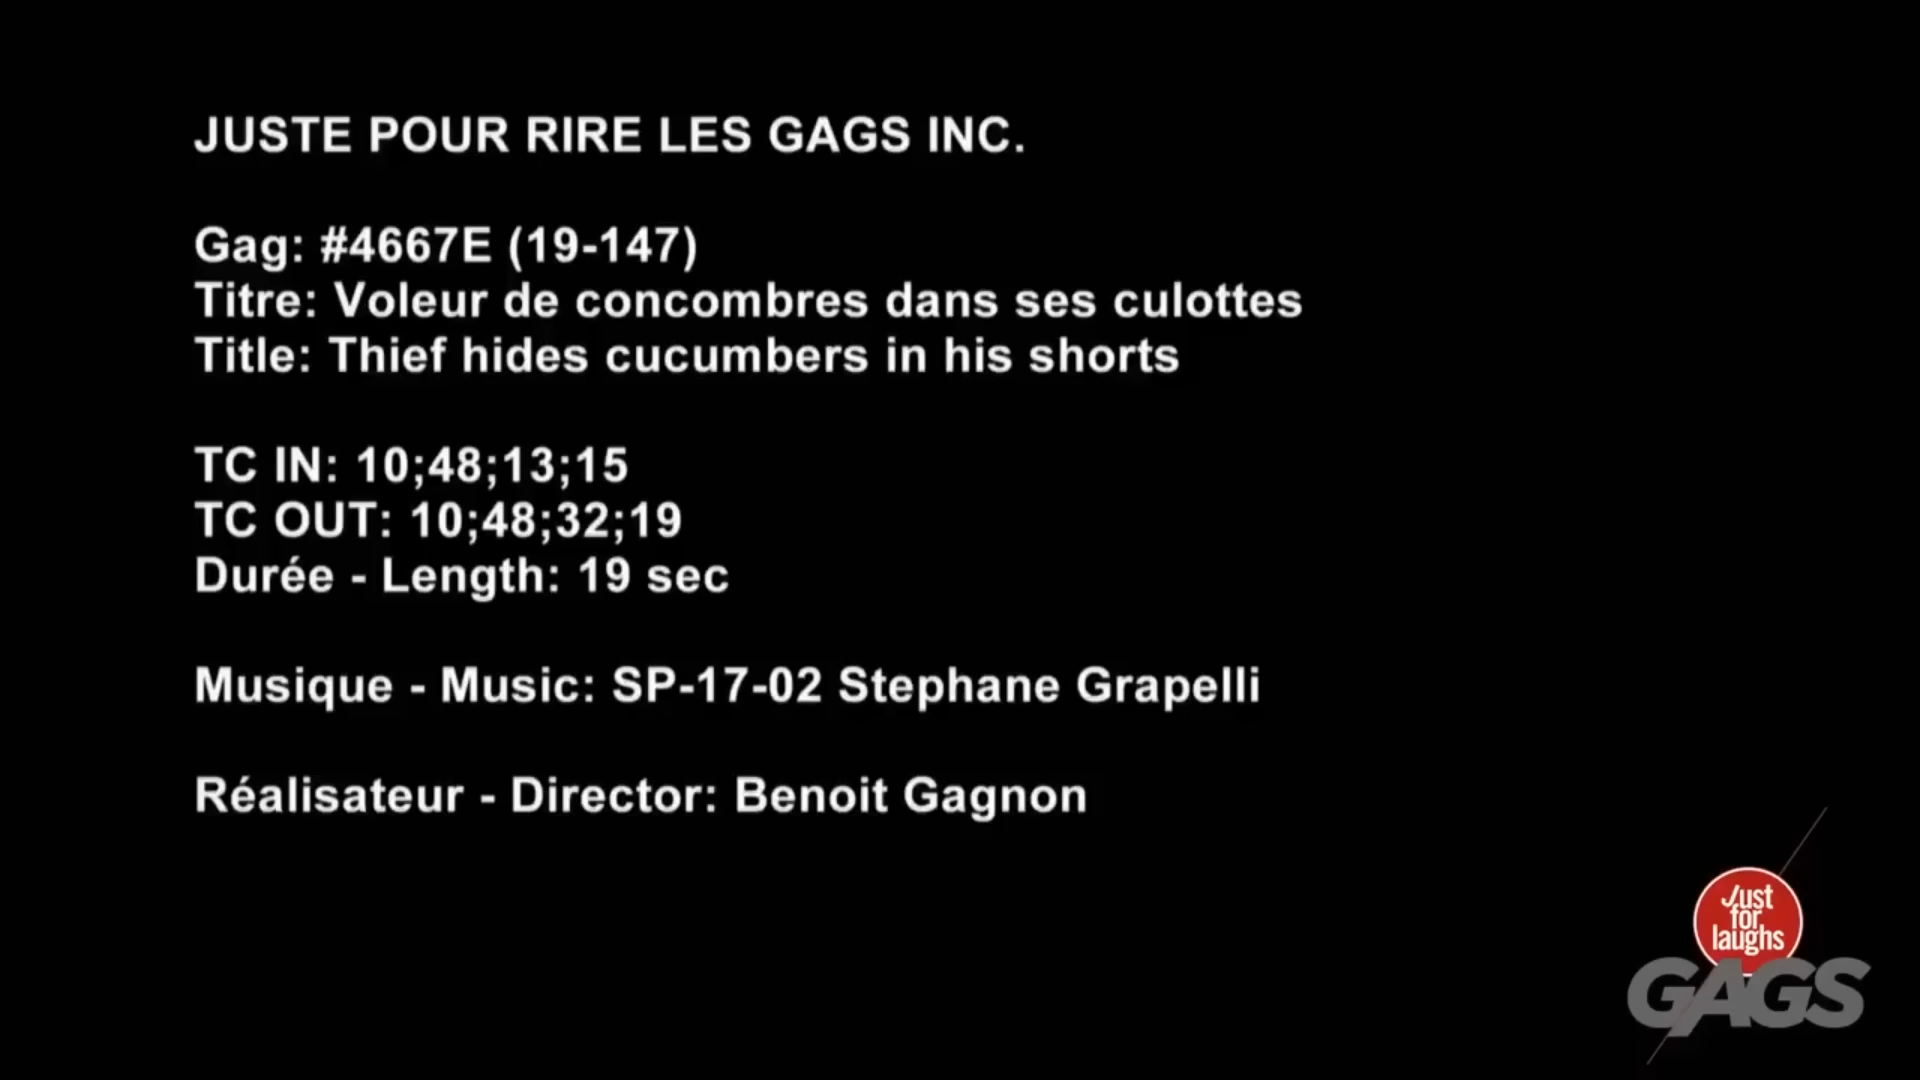 JUSTE POUR RIRE LES GAGS INC.
Gag: #4667E (19-147)
Titre: Voleur de concombres dans ses culottes
Title: Thief hides cucumbers in his shorts
TC IN: 10;48;13;15
TC OUT: 10;48;32;19
Durée - Length: 19 sec
Musique - Music: SP-17-02 Stephane Grapelli
Réalisateur - Director: Benoit Gagnon
Just
for
laughs
GAGS